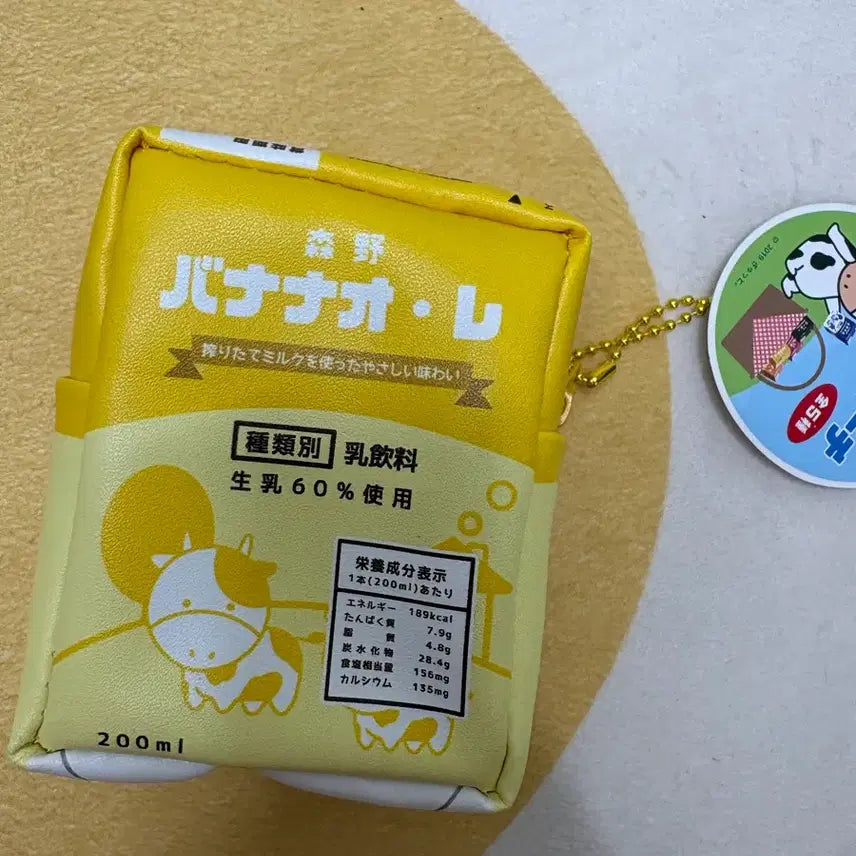 森野
バナナオ・レ
搾りたてミルクを使ったやさしい味わい
種類別 乳飲料
生乳60%使用
栄養成分表示
1本(200ml)あたり
エネルギー 189kcal
たんぱく質 7.9g
脂質 4.8g
炭水化物 28.4g
食塩相当量 156mg
カルシウム 135mg
200ml
全5種